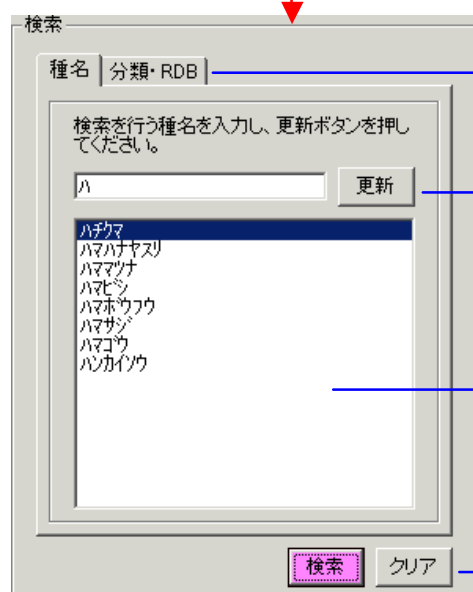 検索
種名
分類・RDB
検索を行う種名を入力し、更新ボタンを押し
てください。
ハ
更新
ハチクマ
ハマハナヤスリ
ハママツナ
ハマビシ
ハマボウフウ
ハマサジ
ハマゴウ
ハンカイソウ
検索
クリア